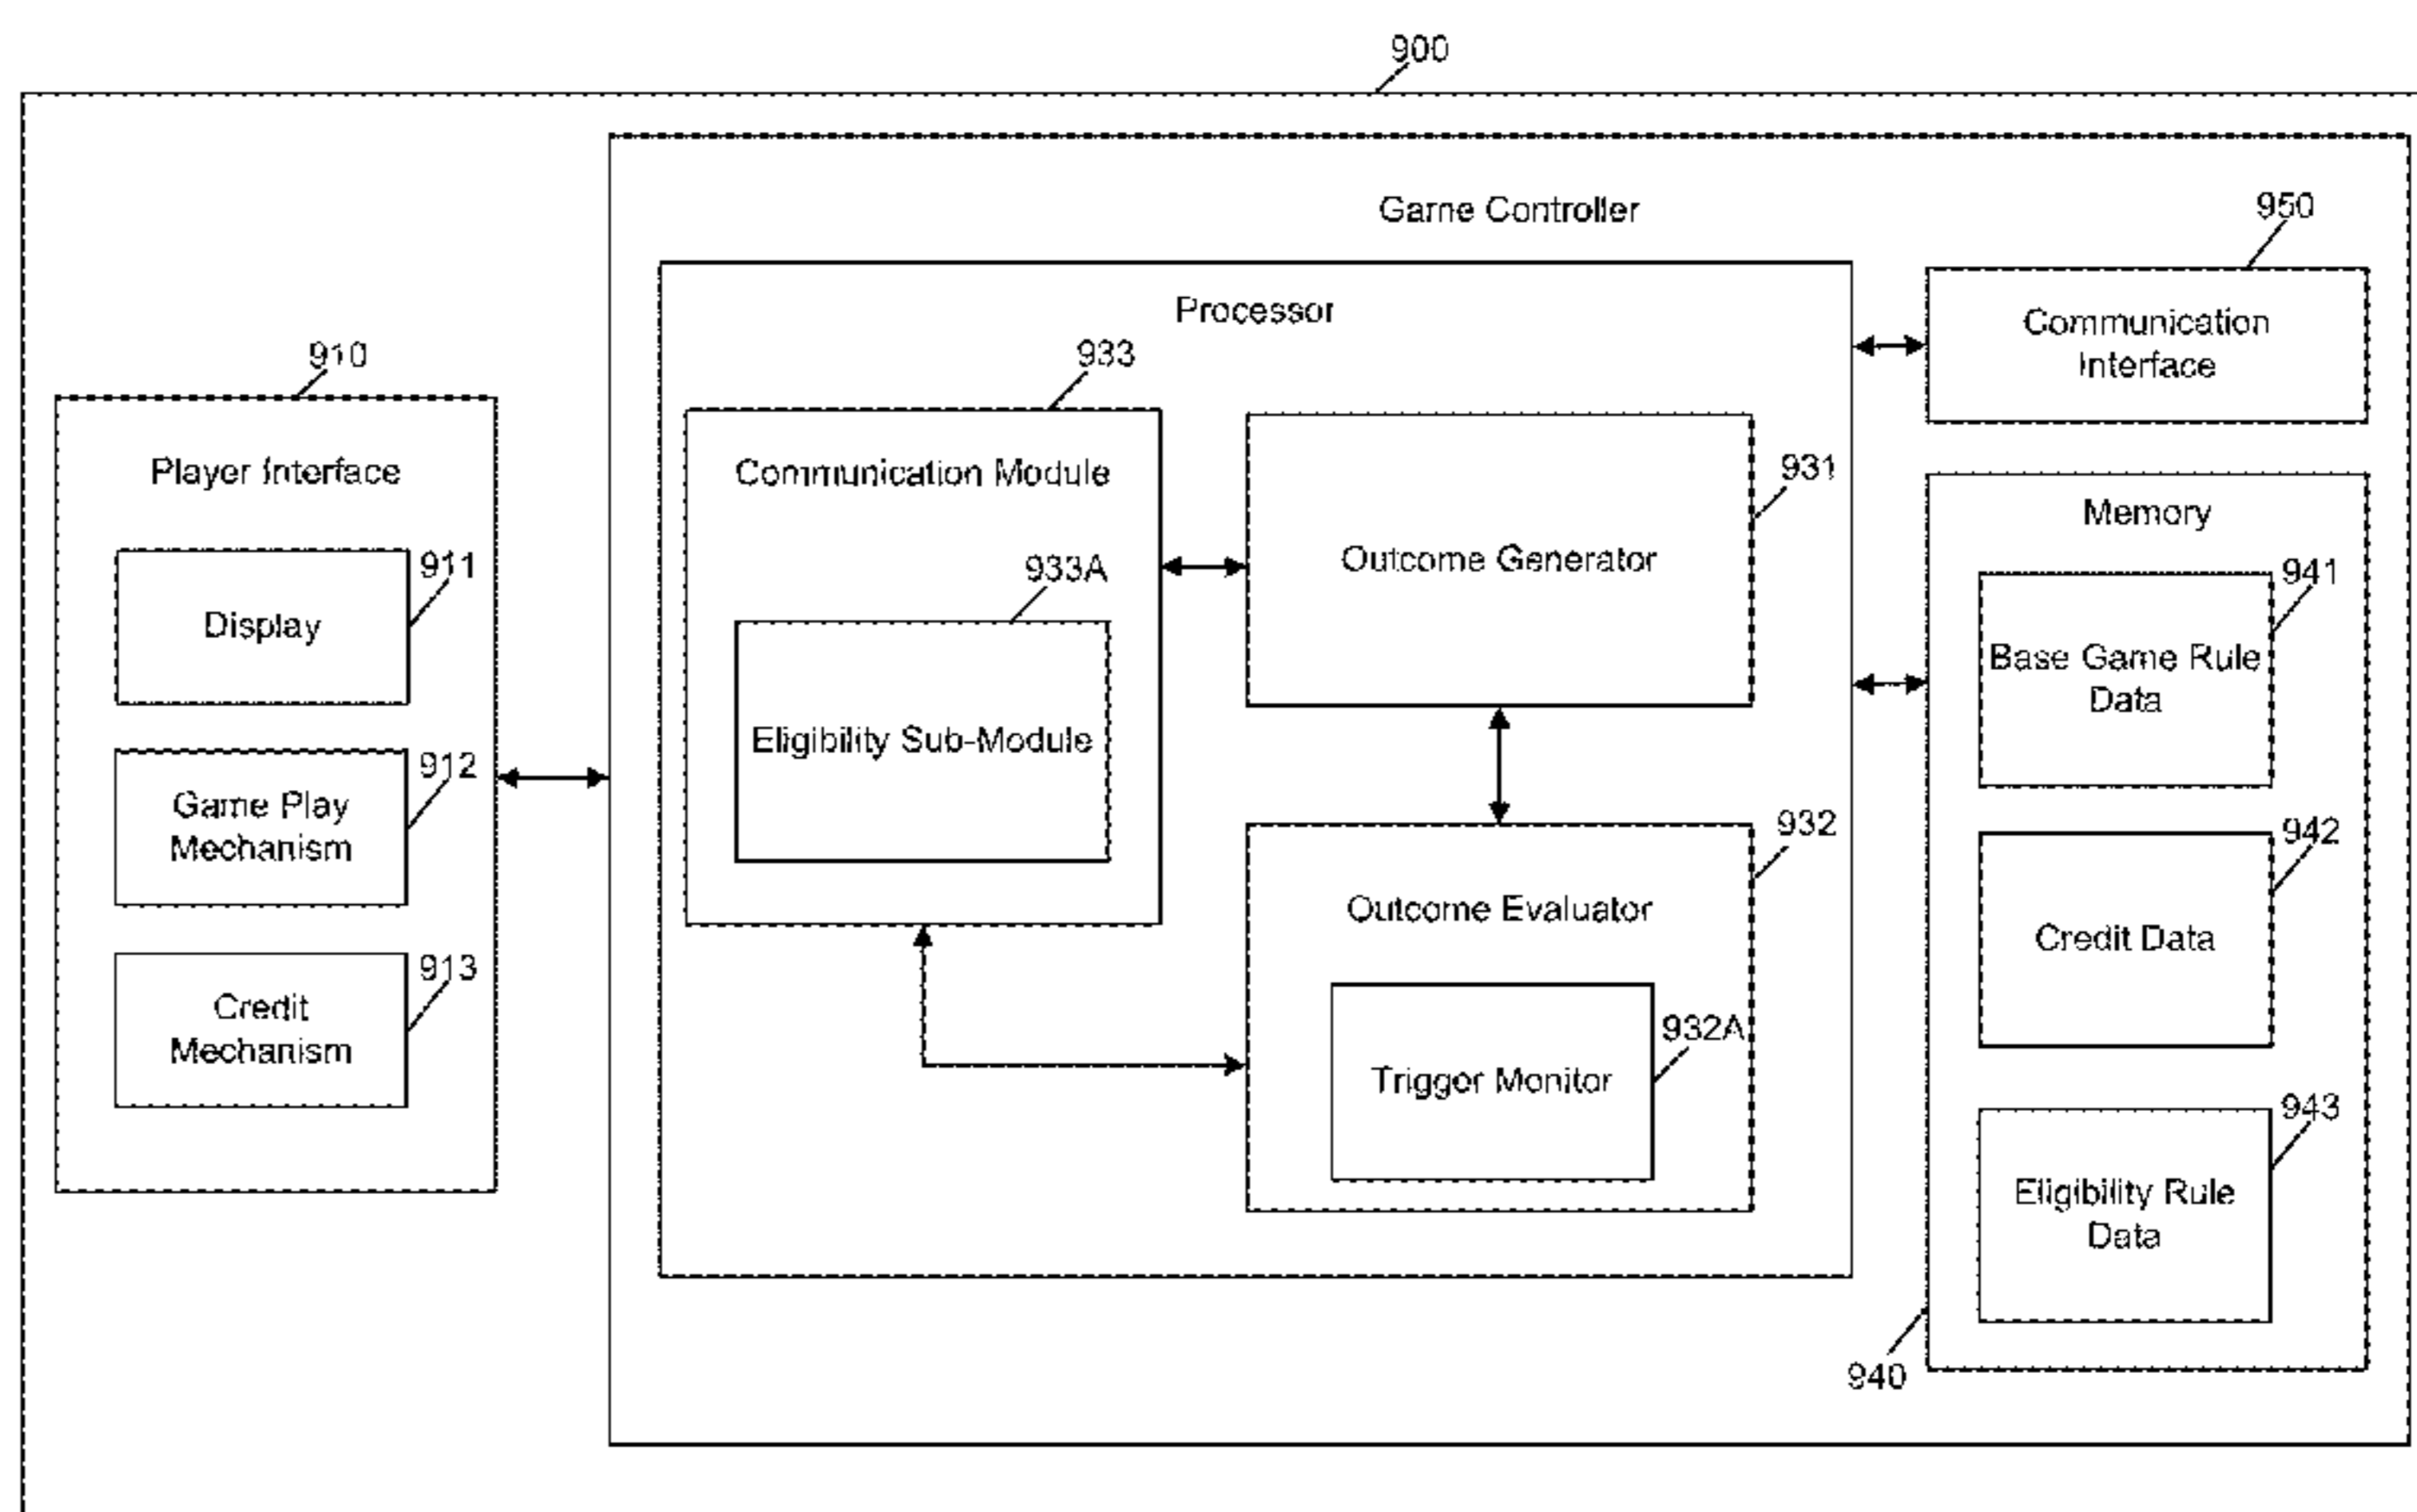 900
Game Controller
950
Processor
Communication
Interface
910
933
Player Interface
Communication Module
931
Memory
911
933A
Outcome Generator
941
Display
Base Game Rule
Data
Eligibility Sub-Module
912
Game Play
Mechanism
932
942
Outcome Evaluator
Credit Data
913
Credit
Mechanism
932A
Trigger Monitor
943
Eligibility Rule
Data
940